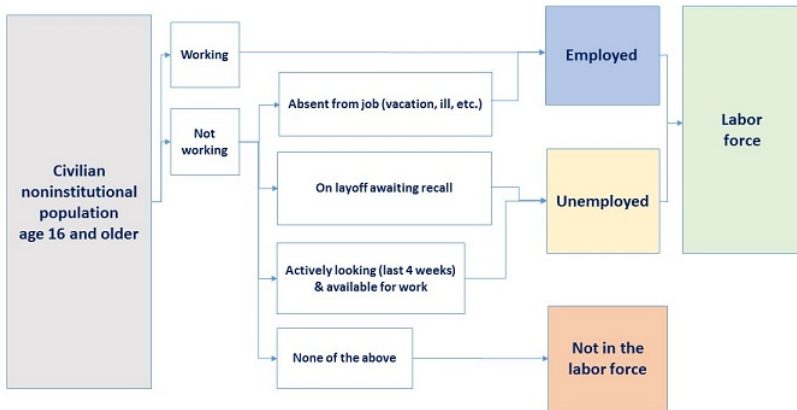 Civilian
noninstitutional
population
age 16 and older
Working
Not
working
Absent from job (vacation, ill, etc.)
On layoff awaiting recall
Actively looking (last 4 weeks)
& available for work
None of the above
Employed
Unemployed
Not in the
labor force
Labor
force